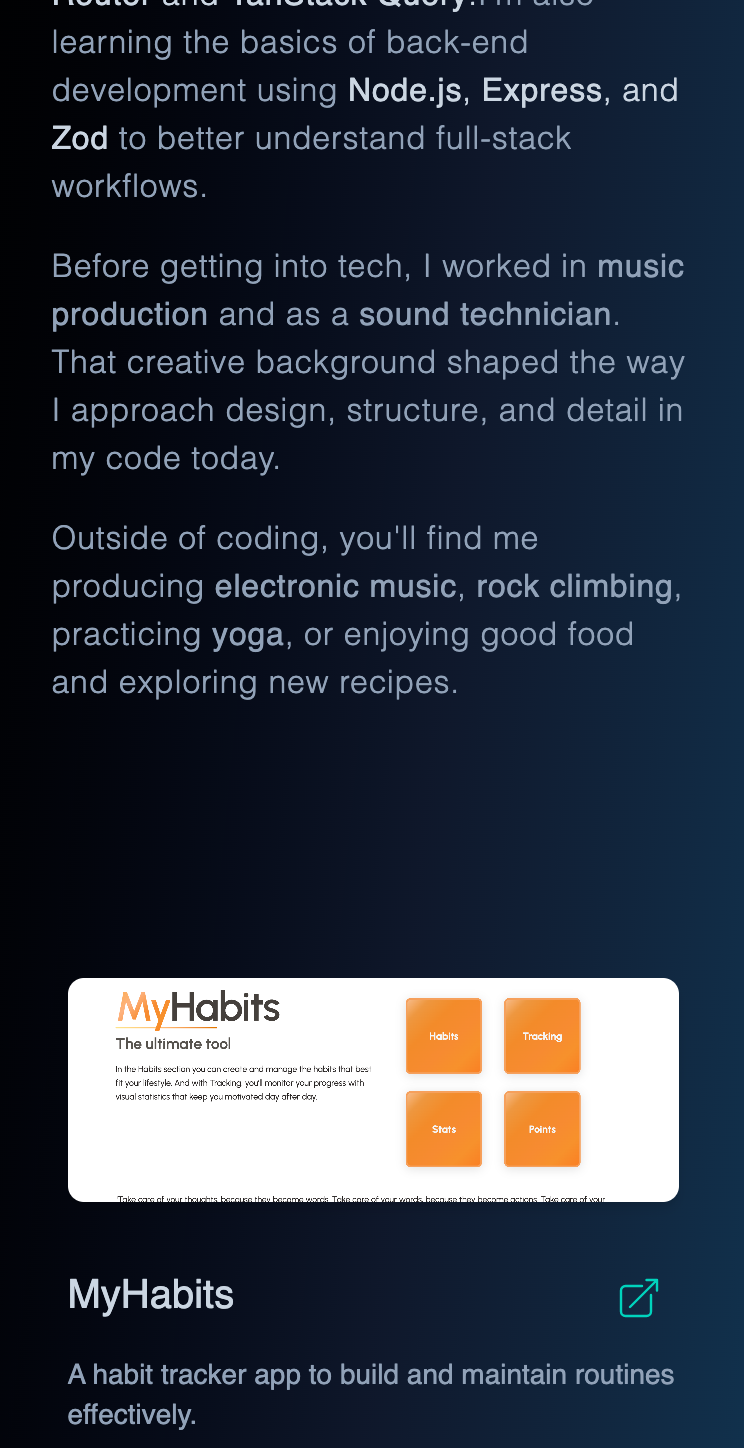 Router and TanStack Query.I'm also
learning the basics of back-end
development using Node.js, Express, and
Zod to better understand full-stack
workflows.
Before getting into tech, I worked in music
production and as a sound technician.
That creative background shaped the way
I approach design, structure, and detail in
my code today.
Outside of coding, you'll find me
producing electronic music, rock climbing,
practicing yoga, or enjoying good food
and exploring new recipes.
MyHabits
The ultimate tool
In the Habits section you can create and manage the habits that best
fit your lifestyle. And with Tracking, you'll monitor your progress with
visual statistics that keep you motivated day after day.
Habits
Tracking
Stats
Points
Take care of your thoughts, because they become words. Take care of your words, because they become actions. Take care of your
MyHabits
A habit tracker app to build and maintain routines
effectively.